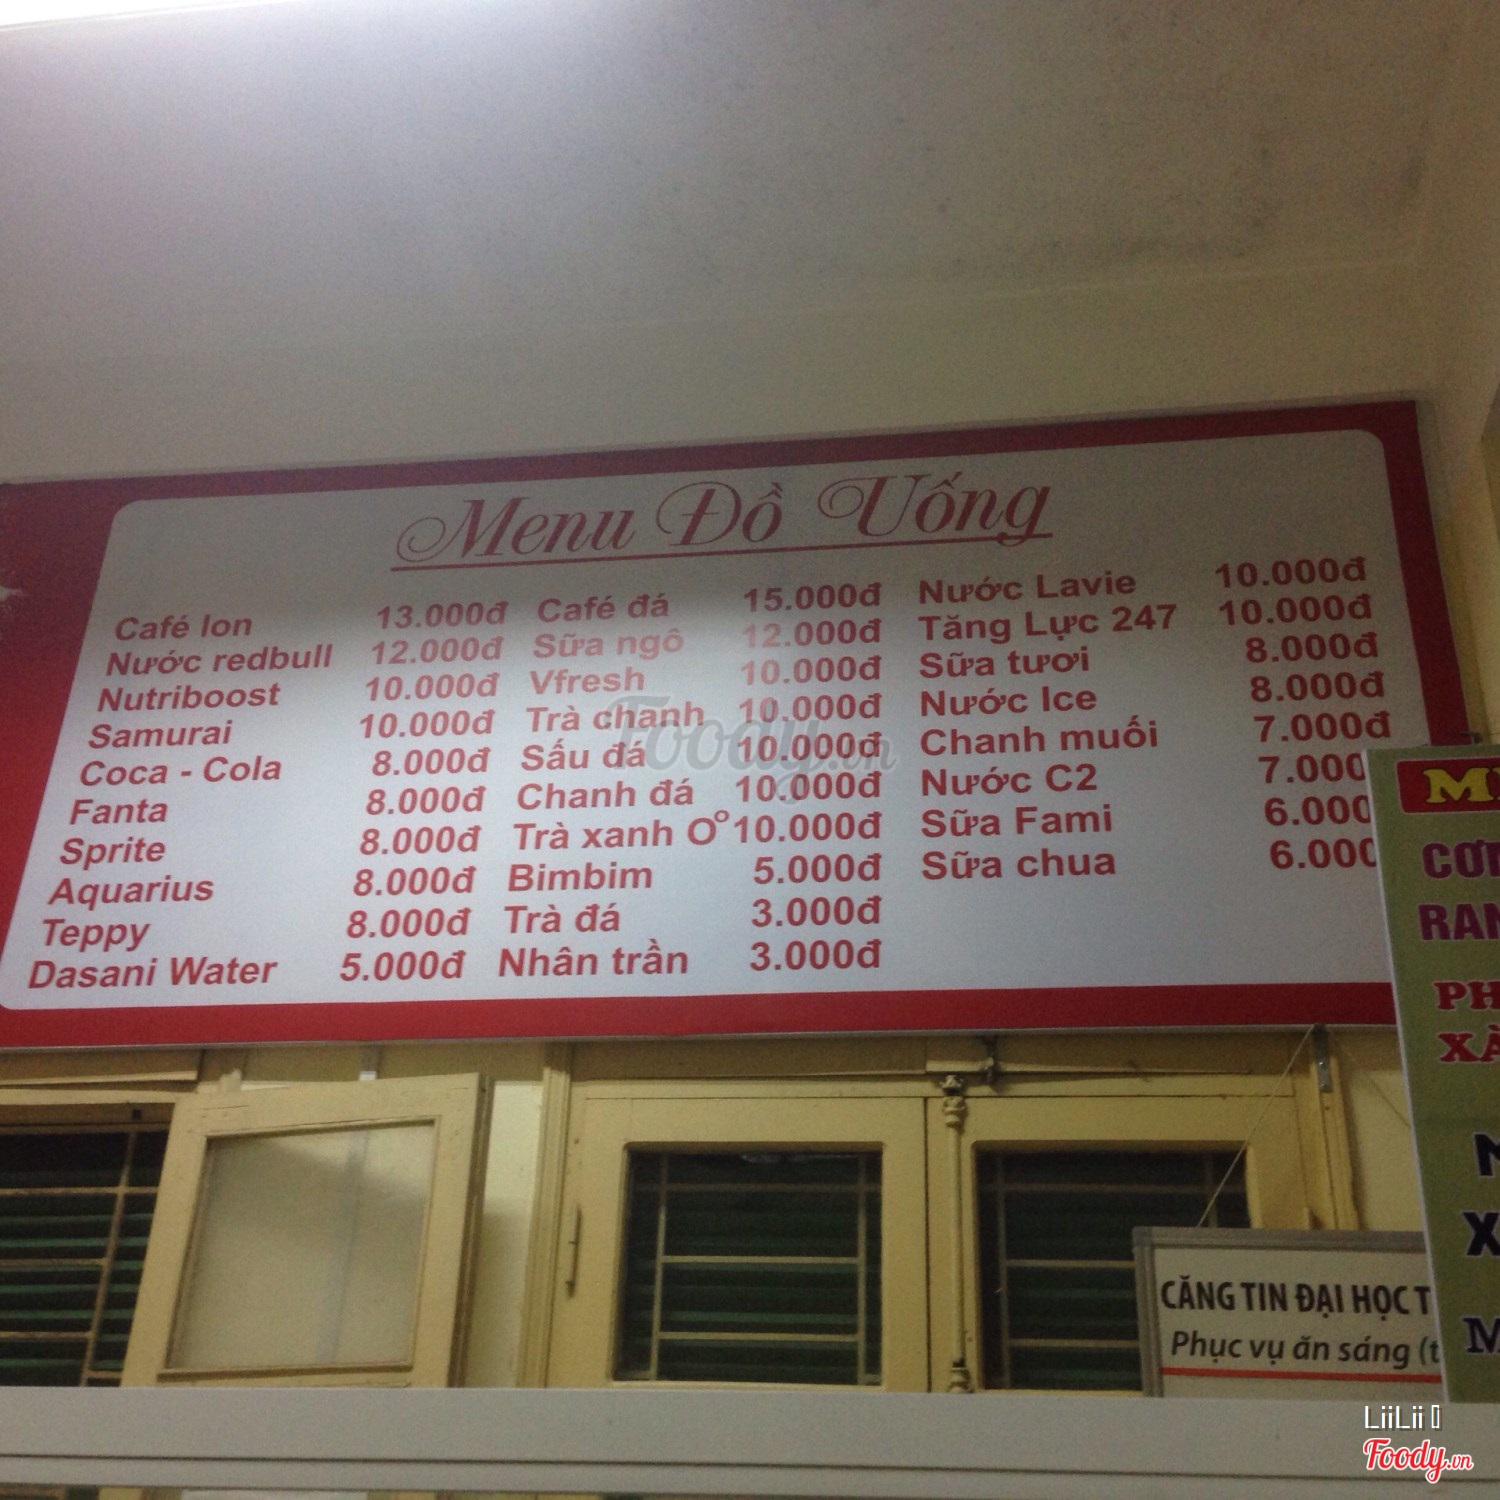 Menu Đồ Uống
Café lon 13.000đ
Nước redbull 12.000đ
Nutriboost 10.000đ
Samurai 10.000đ
Coca - Cola 8.000đ
Fanta 8.000đ
Sprite 8.000đ
Aquarius 8.000đ
Teppy 8.000đ
Dasani Water 5.000đ
Café đá 15.000đ
Sữa ngô 12.000đ
Vfresh 10.000đ
Trà chanh 10.000đ
Sấu đá 10.000đ
Chanh đá 10.000đ
Trà xanh O° 10.000đ
Bimbim 5.000đ
Trà đá 3.000đ
Nhân trần 3.000đ
Nước Lavie 10.000đ
Tăng Lực 247 10.000đ
Sữa tươi 8.000đ
Nước Ice 8.000đ
Chanh muối 7.000đ
Nước C2 7.000
Sữa Fami 6.000
Sữa chua 6.000
Foody.vn
CĂNG TIN ĐẠI HỌC T
Phục vụ ăn sáng (t
RAN
PH
XÀ
LiiLii
Foody.vn